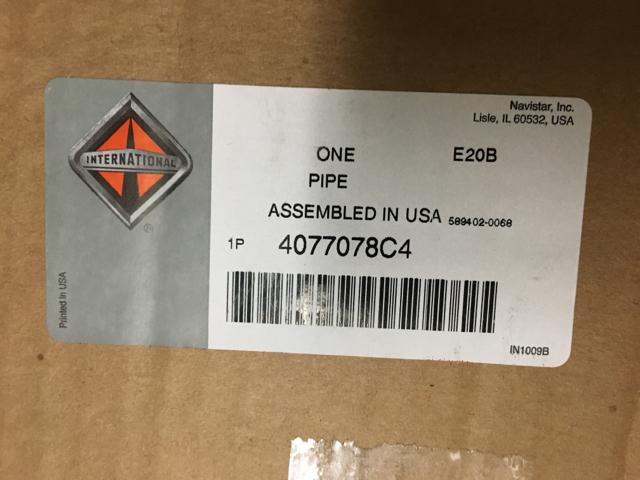 Navistar, Inc.
Lisle, IL 60532, USA
INTERNATIONAL
®
ONE E20B
PIPE
ASSEMBLED IN USA 589402-0068
1P 4077078C4
Printed in USA
IN1009B